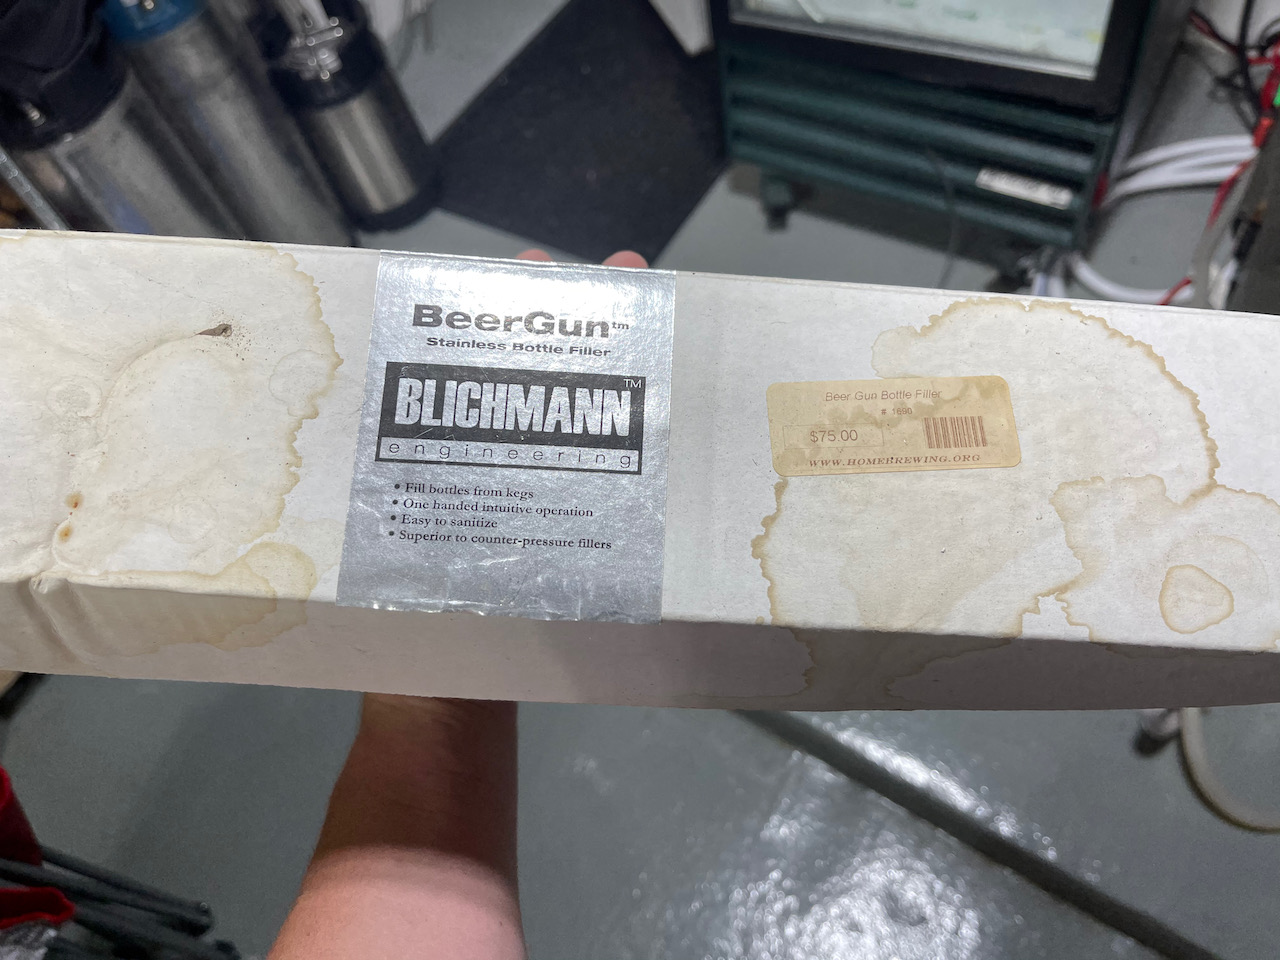 BeerGun™
Stainless Bottle Filler
BLICHMANN™
engineering
• Fill bottles from kegs
• One handed intuitive operation
• Easy to sanitize
• Superior to counter-pressure fillers
Beer Gun Bottle Filler
#
$75.00
WWW.HOMEBREWING.ORG